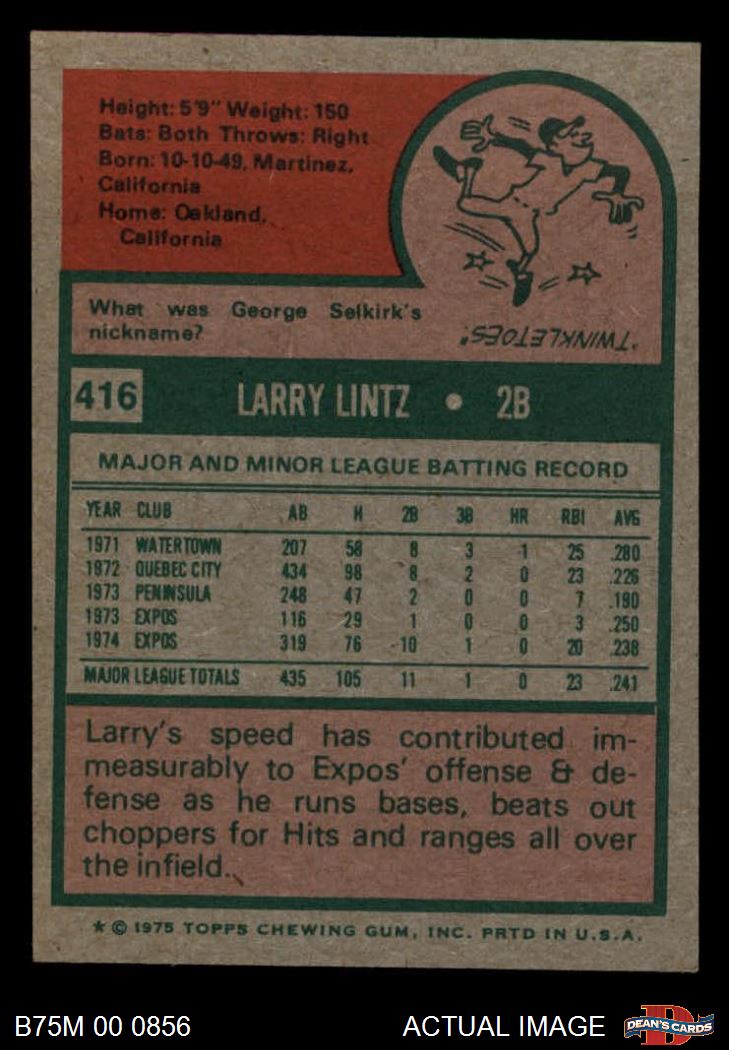 Height: 5'9" Weight: 150
Bats: Both Throws: Right
Born: 10-10-49, Martinez,
California
Home: Oakland,
California
What was George Selkirk's
nickname?
"TWINKLETOES."
416 LARRY LINTZ • 2B
MAJOR AND MINOR LEAGUE BATTING RECORD
YEAR CLUB AB H 2B 3B HR RBI AVG
1971 WATERTOWN 207 58 8 3 1 25 .280
1972 QUEBEC CITY 434 98 8 2 0 23 .226
1973 PENINSULA 248 47 2 0 0 7 .190
1973 EXPOS 116 29 1 0 0 3 .250
1974 EXPOS 319 76 10 1 0 20 .238
MAJOR LEAGUE TOTALS 435 105 11 1 0 23 .241
Larry's speed has contributed im-
measurably to Expos' offense & de-
fense as he runs bases, beats out
choppers for Hits and ranges all over
the infield.
* © 1975 TOPPS CHEWING GUM, INC. PRTD IN U.S.A.
B75M 00 0856 ACTUAL IMAGE D DEAN'S CARDS